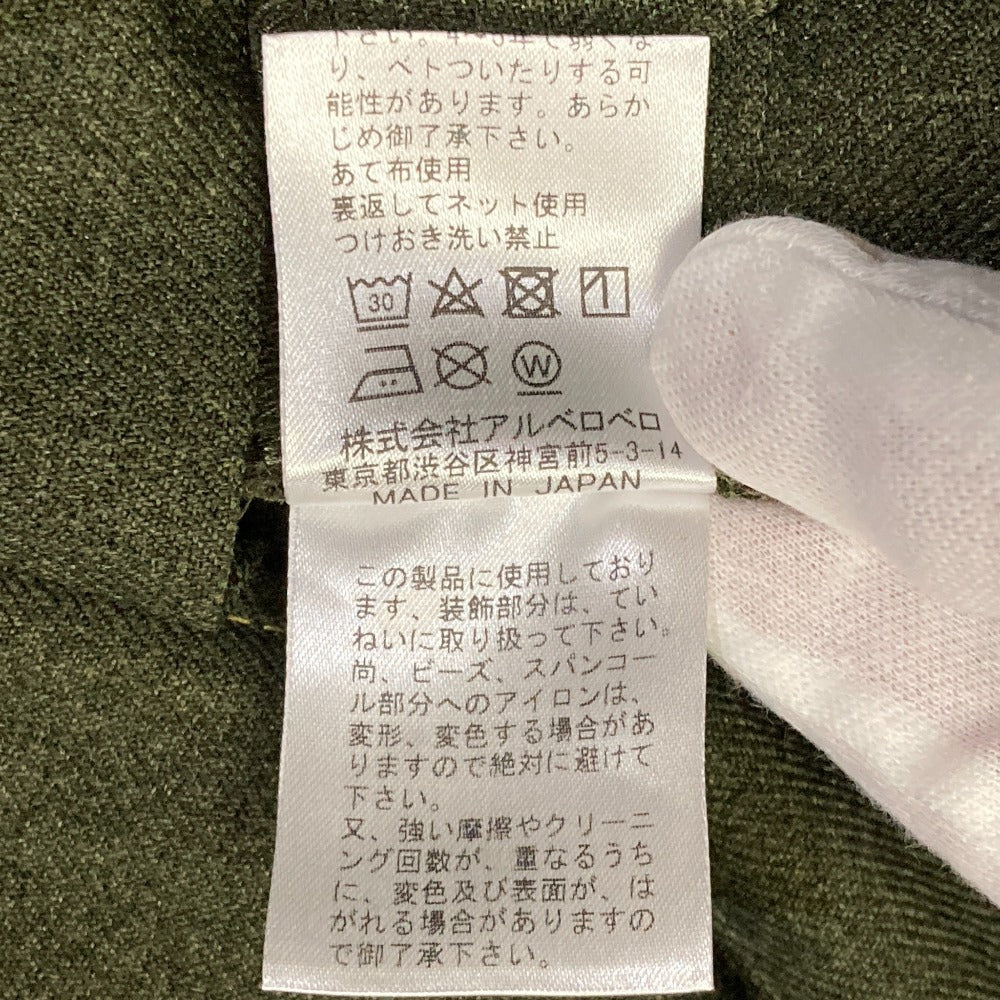 下さい。4~5年で弱くな
り、ベトついたりする可
能性があります。あらか
じめ御了承下さい。
あて布使用
裏返してネット使用
つけおき洗い禁止
30
W
株式会社アルベロベロ
東京都渋谷区神宮前5-3-14
MADE IN JAPAN
この製品に使用しており
ます、装飾部分は、てい
ねいに取り扱って下さい。
尚、ビーズ、スパンコー
ル部分へのアイロンは、
変形、変色する場合があ
りますので絶対に避けて
下さい。
又、強い摩擦やクリーニ
ング回数が、重なるうち
に、変色及び表面が、は
がれる場合がありますの
で御了承下さい。